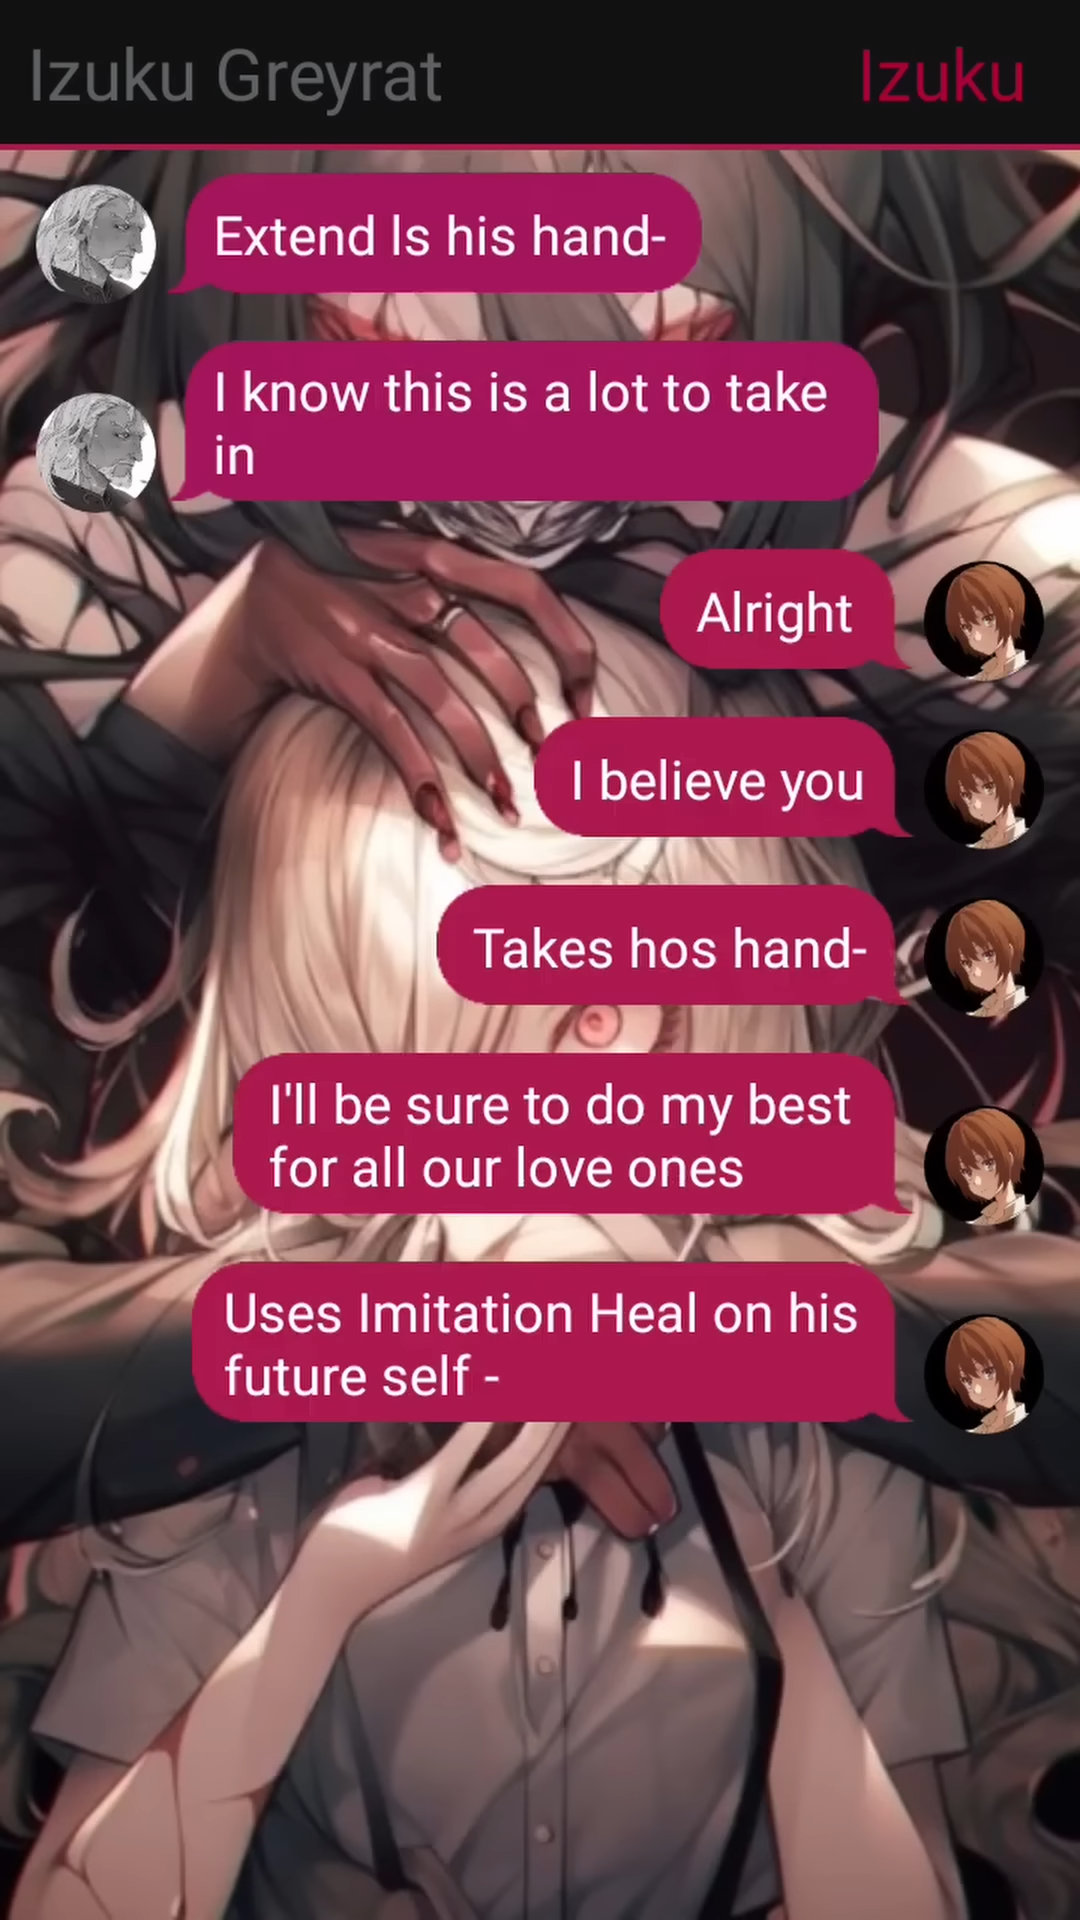 Izuku Greyrat
Izuku
Extend Is his hand-
I know this is a lot to take
in
Alright
I believe you
Takes hos hand-
I'll be sure to do my best
for all our love ones
Uses Imitation Heal on his
future self -